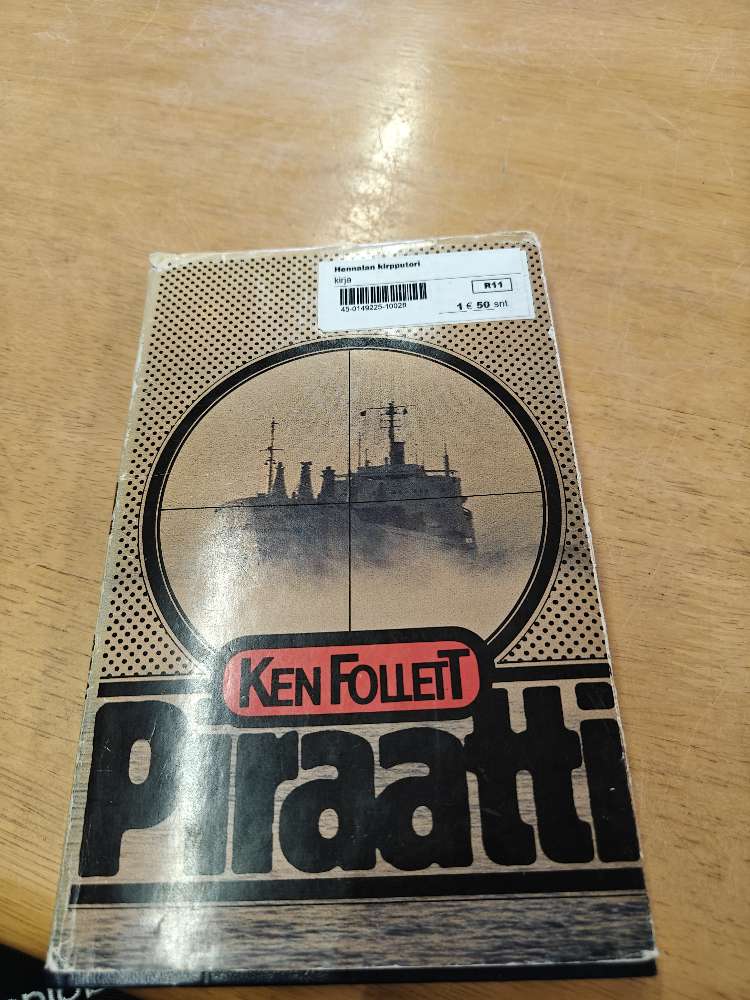 Hennalan kirpputori
kirja
R11
45-0149225-10028
1 € 50 snt.
KEN FOLLETT
Piraatti